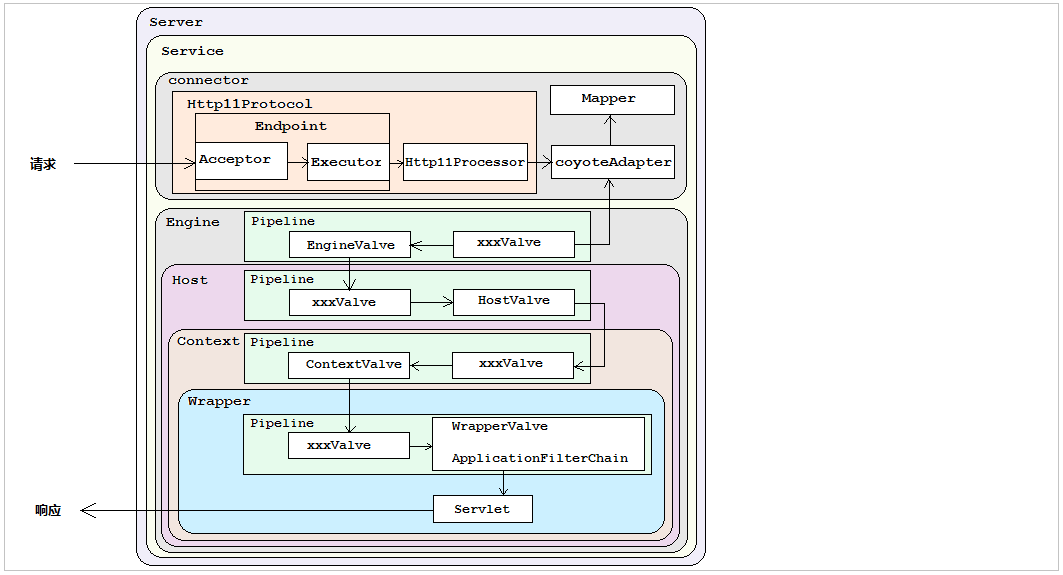 Server
Service
connector
Http11Protocol
Mapper
Endpoint
请求
Acceptor
Executor
Http11Processor
coyoteAdapter
Engine
Pipeline
EngineValve
xxxValve
Host
Pipeline
xxxValve
HostValve
Context
Pipeline
ContextValve
xxxValve
Wrapper
Pipeline
WrapperValve
xxxValve
ApplicationFilterChain
响应
Servlet